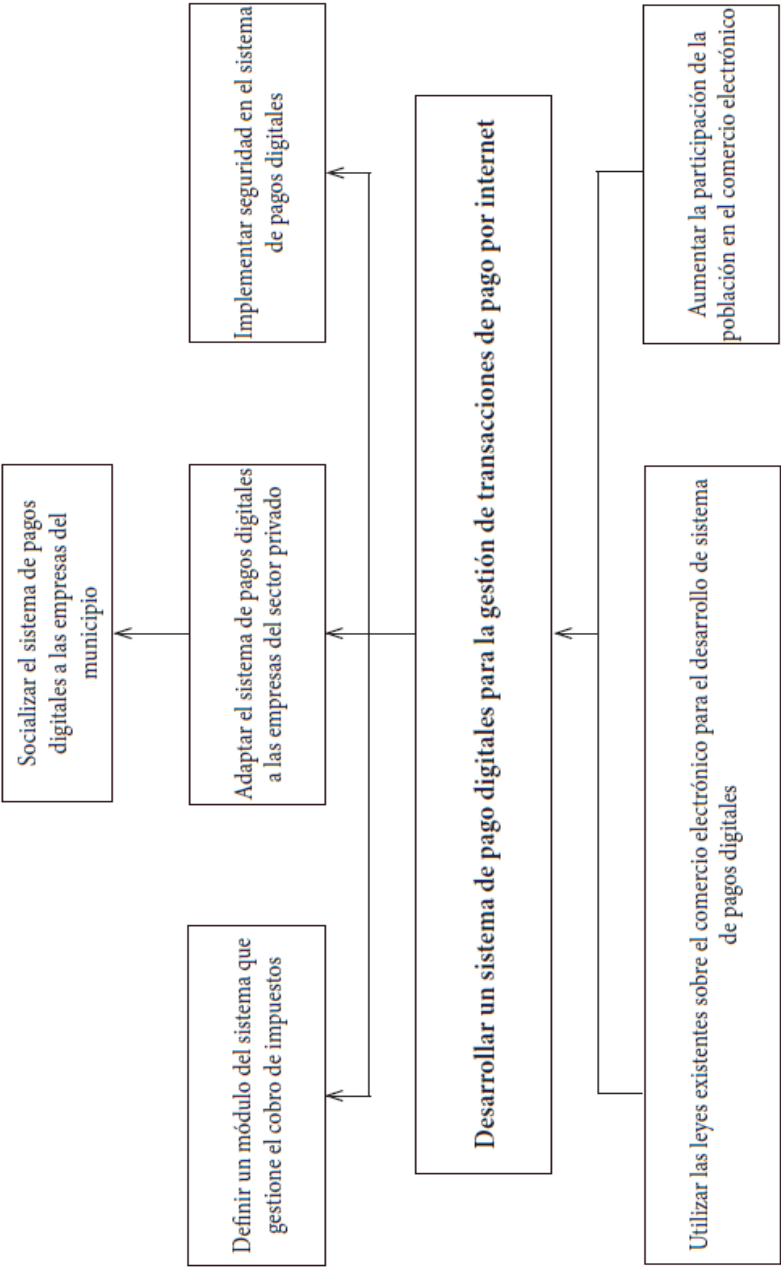 Socializar el sistema de pagos
digitales a las empresas del
municipio
Definir un módulo del sistema que
gestione el cobro de impuestos
Adaptar el sistema de pagos digitales
a las empresas del sector privado
Implementar seguridad en el sistema
de pagos digitales
Desarrollar un sistema de pago digitales para la gestión de transacciones de pago por internet
Utilizar las leyes existentes sobre el comercio electrónico para el desarrollo de sistema
de pagos digitales
Aumentar la participación de la
población en el comercio electrónico